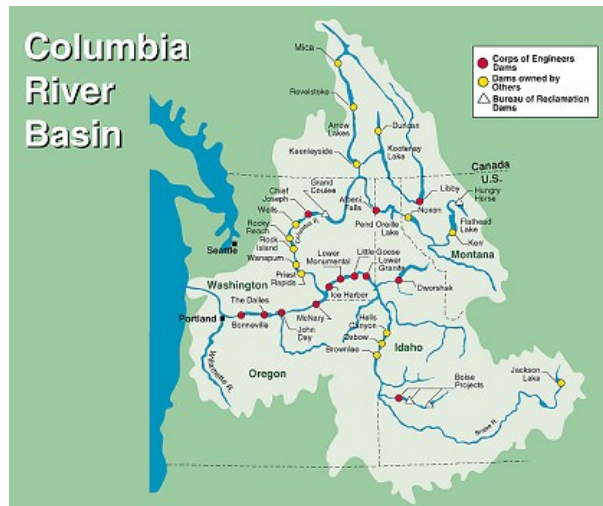 Columbia
River
Basin
Corps of Engineers
Dams
Dams owned by
Others
Bureau of Reclamation
Dams
Mica
Revelstoke
Arrow
Lakes
Duncan
Kootenay
Lake
Keenleyside
Canada
U.S.
Libby
Hungry
Horse
Grand
Coulee
Chief
Joseph
Albeni
Falls
Noxon
Wells
Columbia R.
Pend Oreille
Lake
Flathead
Lake
Rocky
Reach
Kerr
Seattle
Rock
Island
Montana
Wanapum
Lower
Monumental
Little Goose
Lower
Granite
Priest
Rapids
Washington
Dworshak
Ice Harbor
The Dalles
McNary
Hells
Canyon
Portland
Bonneville
John
Day
Oxbow
Brownlee
Idaho
Willamette R.
Oregon
Boise
Projects
Jackson
Lake
Snake R.